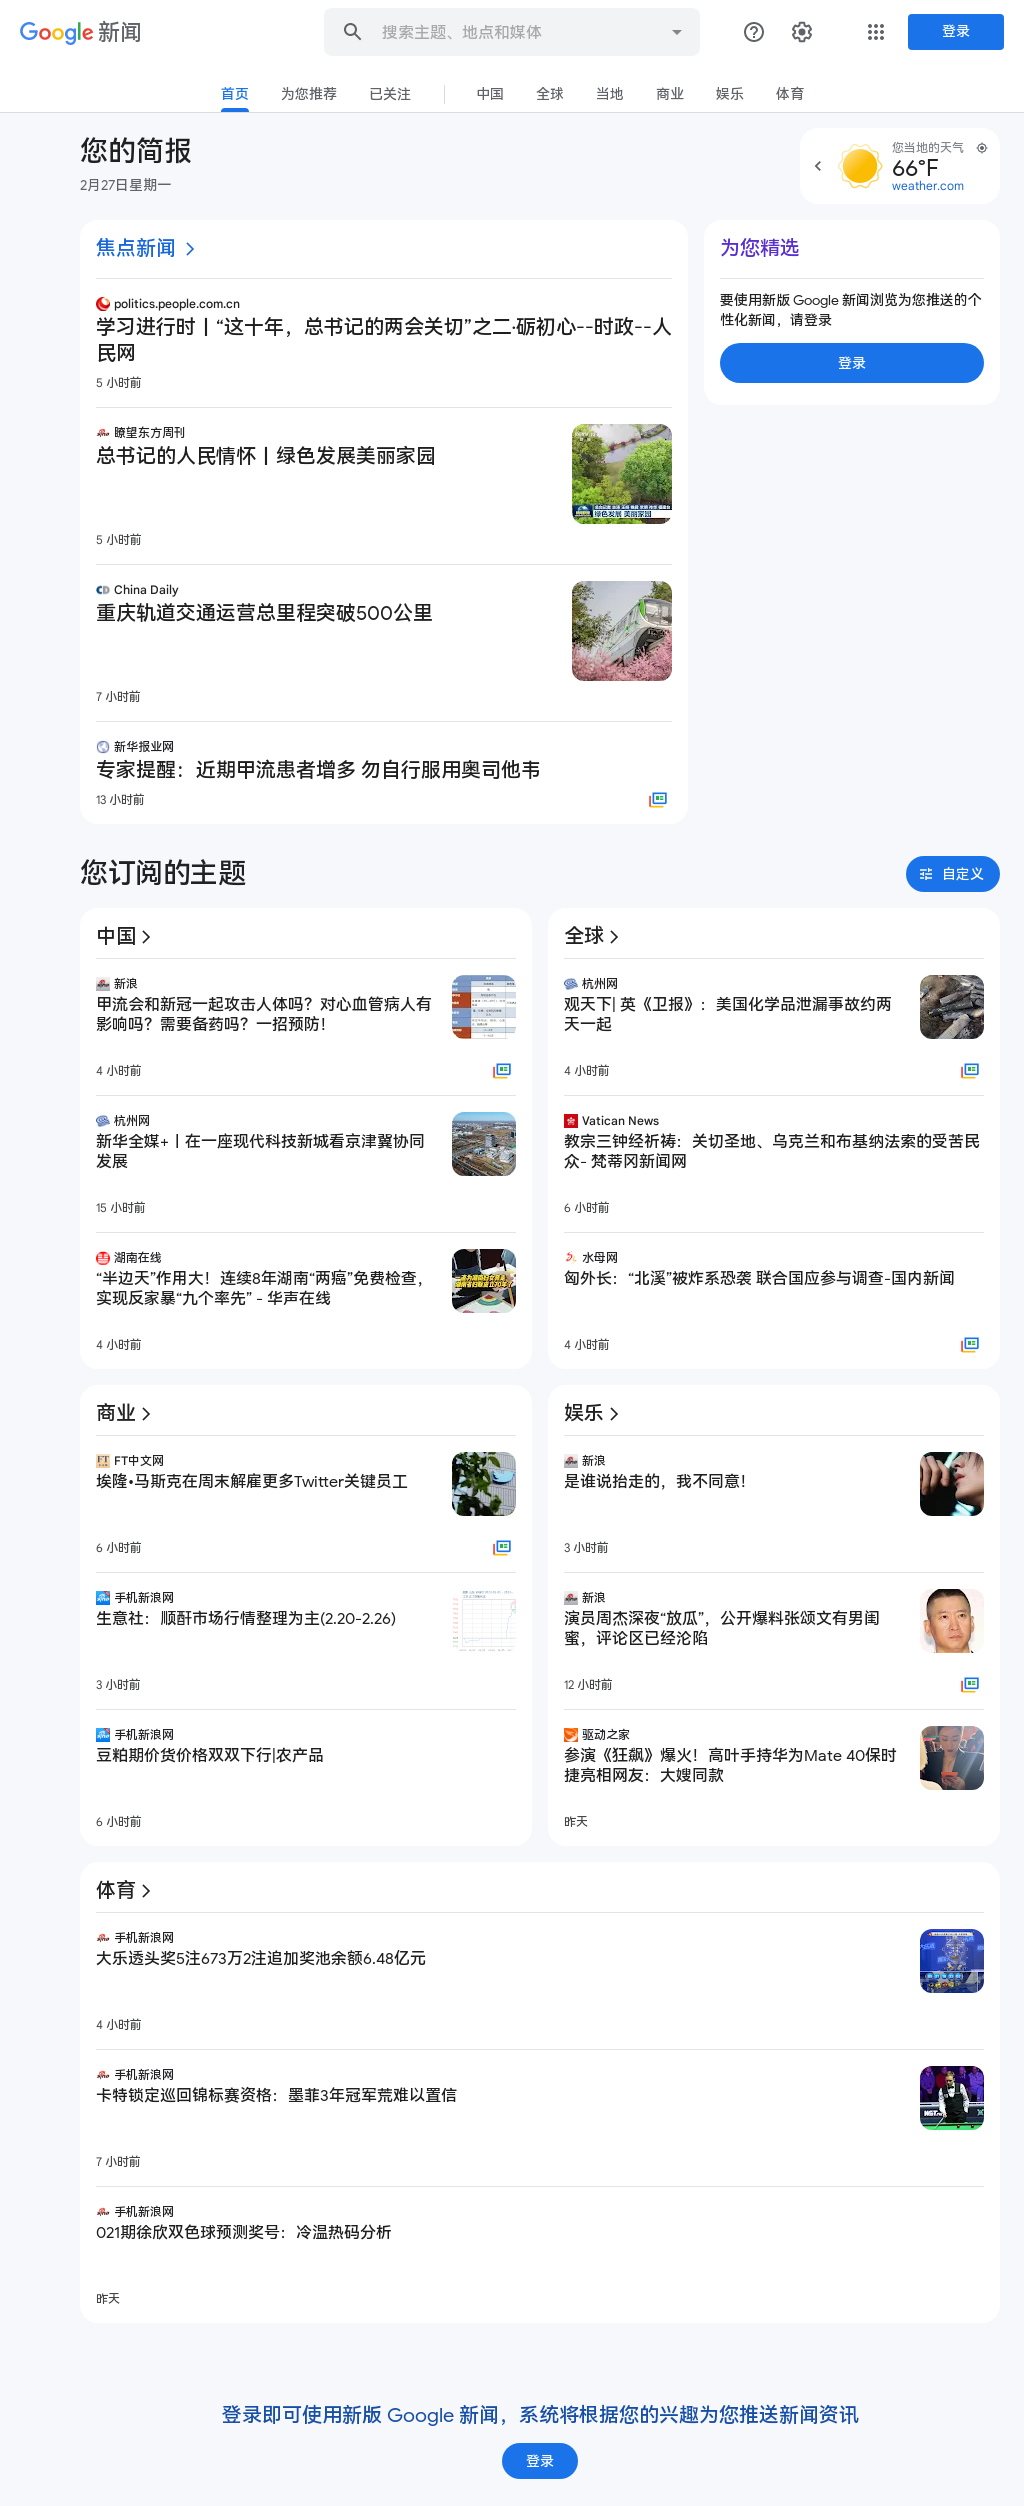 Google 新闻
搜索主题、地点和媒体
登录
首页
为您推荐
已关注
中国
全球
当地
商业
娱乐
体育
您的简报
2月27日星期一
您当地的天气
66°F
weather.com
焦点新闻
politics.people.com.cn
学习进行时丨“这十年，总书记的两会关切”之二·砺初心--时政--人
民网
5 小时前
瞭望东方周刊
总书记的人民情怀丨绿色发展美丽家园
绿色发展 美丽家园
5 小时前
China Daily
重庆轨道交通运营总里程突破500公里
7 小时前
新华报业网
专家提醒：近期甲流患者增多 勿自行服用奥司他韦
13 小时前
为您精选
要使用新版 Google 新闻浏览为您推送的个
性化新闻，请登录
登录
您订阅的主题
自定义
中国
新浪
甲流会和新冠一起攻击人体吗？对心血管病人有
影响吗？需要备药吗？一招预防！
4 小时前
杭州网
新华全媒+丨在一座现代科技新城看京津冀协同
发展
15 小时前
湖南在线
“半边天”作用大！连续8年湖南“两癌”免费检查，
实现反家暴“九个率先” - 华声在线
4 小时前
全球
杭州网
观天下| 英《卫报》：美国化学品泄漏事故约两
天一起
4 小时前
Vatican News
教宗三钟经祈祷：关切圣地、乌克兰和布基纳法索的受苦民
众- 梵蒂冈新闻网
6 小时前
水母网
匈外长：“北溪”被炸系恐袭 联合国应参与调查-国内新闻
4 小时前
商业
FT中文网
埃隆•马斯克在周末解雇更多Twitter关键员工
6 小时前
手机新浪网
生意社：顺酐市场行情整理为主(2.20-2.26)
3 小时前
手机新浪网
豆粕期价货价格双双下行|农产品
6 小时前
娱乐
新浪
是谁说抬走的，我不同意！
3 小时前
新浪
演员周杰深夜“放瓜”，公开爆料张颂文有男闺
蜜，评论区已经沦陷
12 小时前
驱动之家
参演《狂飙》爆火！高叶手持华为Mate 40保时
捷亮相网友：大嫂同款
昨天
体育
手机新浪网
大乐透头奖5注673万2注追加奖池余额6.48亿元
4 小时前
手机新浪网
卡特锁定巡回锦标赛资格：墨菲3年冠军荒难以置信
7 小时前
手机新浪网
021期徐欣双色球预测奖号：冷温热码分析
昨天
登录即可使用新版 Google 新闻，系统将根据您的兴趣为您推送新闻资讯
登录